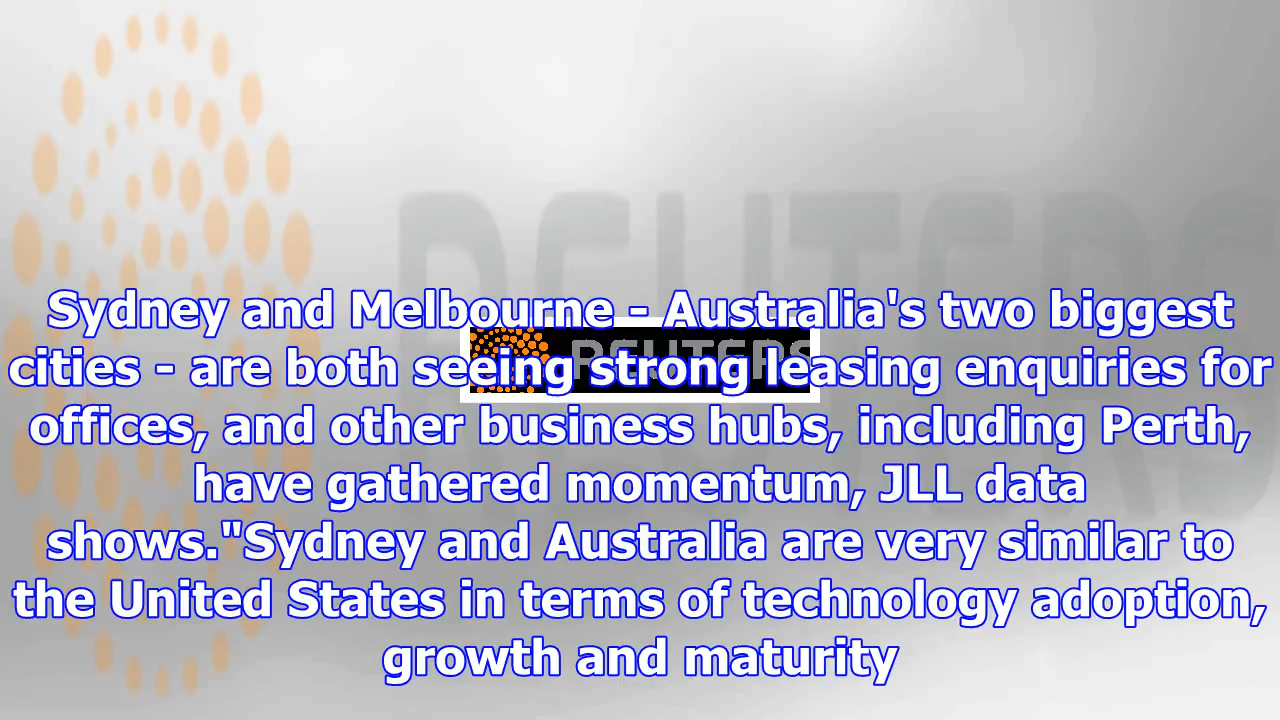 REUTERS
Sydney and Melbourne - Australia's two biggest
REUTERS
cities - are both seeing strong leasing enquiries for
offices, and other business hubs, including Perth,
have gathered momentum, JLL data
shows."Sydney and Australia are very similar to
the United States in terms of technology adoption,
growth and maturity